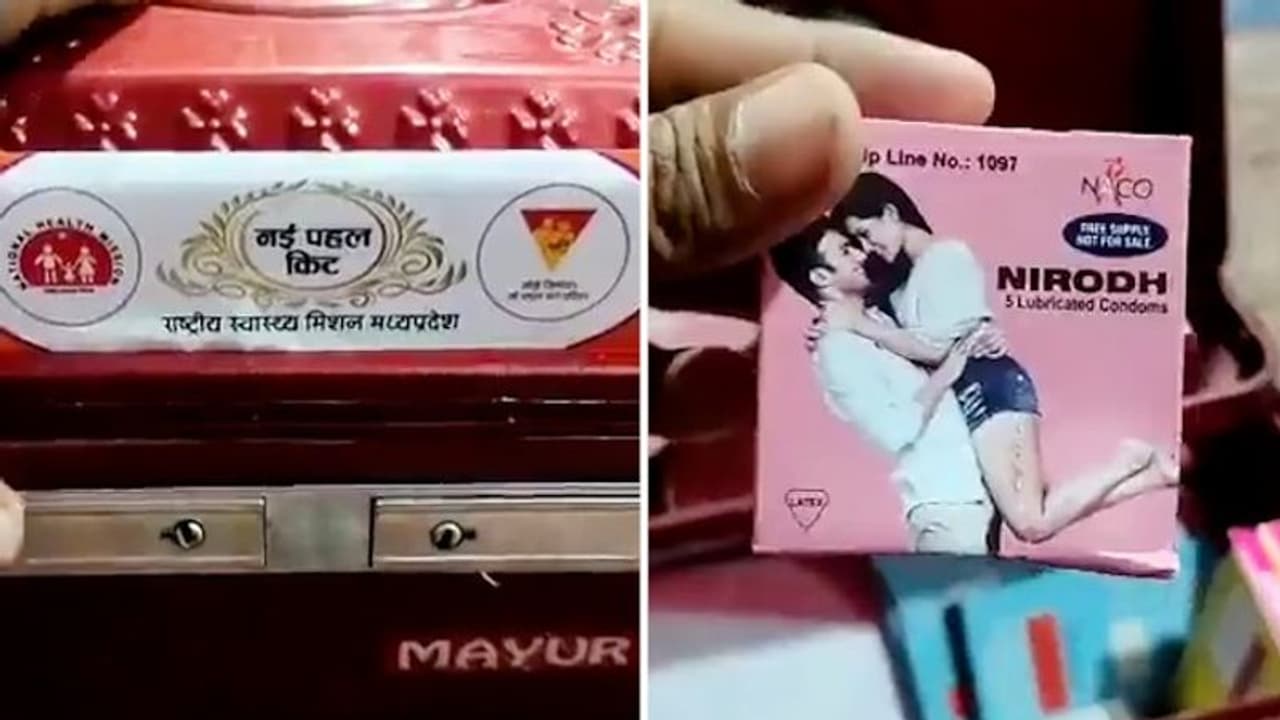 NATIONAL HEALTH MISSION
नई पहल
किट
राष्ट्रीय स्वास्थ्य मिशन मध्यप्रदेश
MAYUR
Line No.: 1097
NACO
FREE SUPPLY
NOT FOR SALE
NIRODH
5 Lubricated Condoms
LATEX